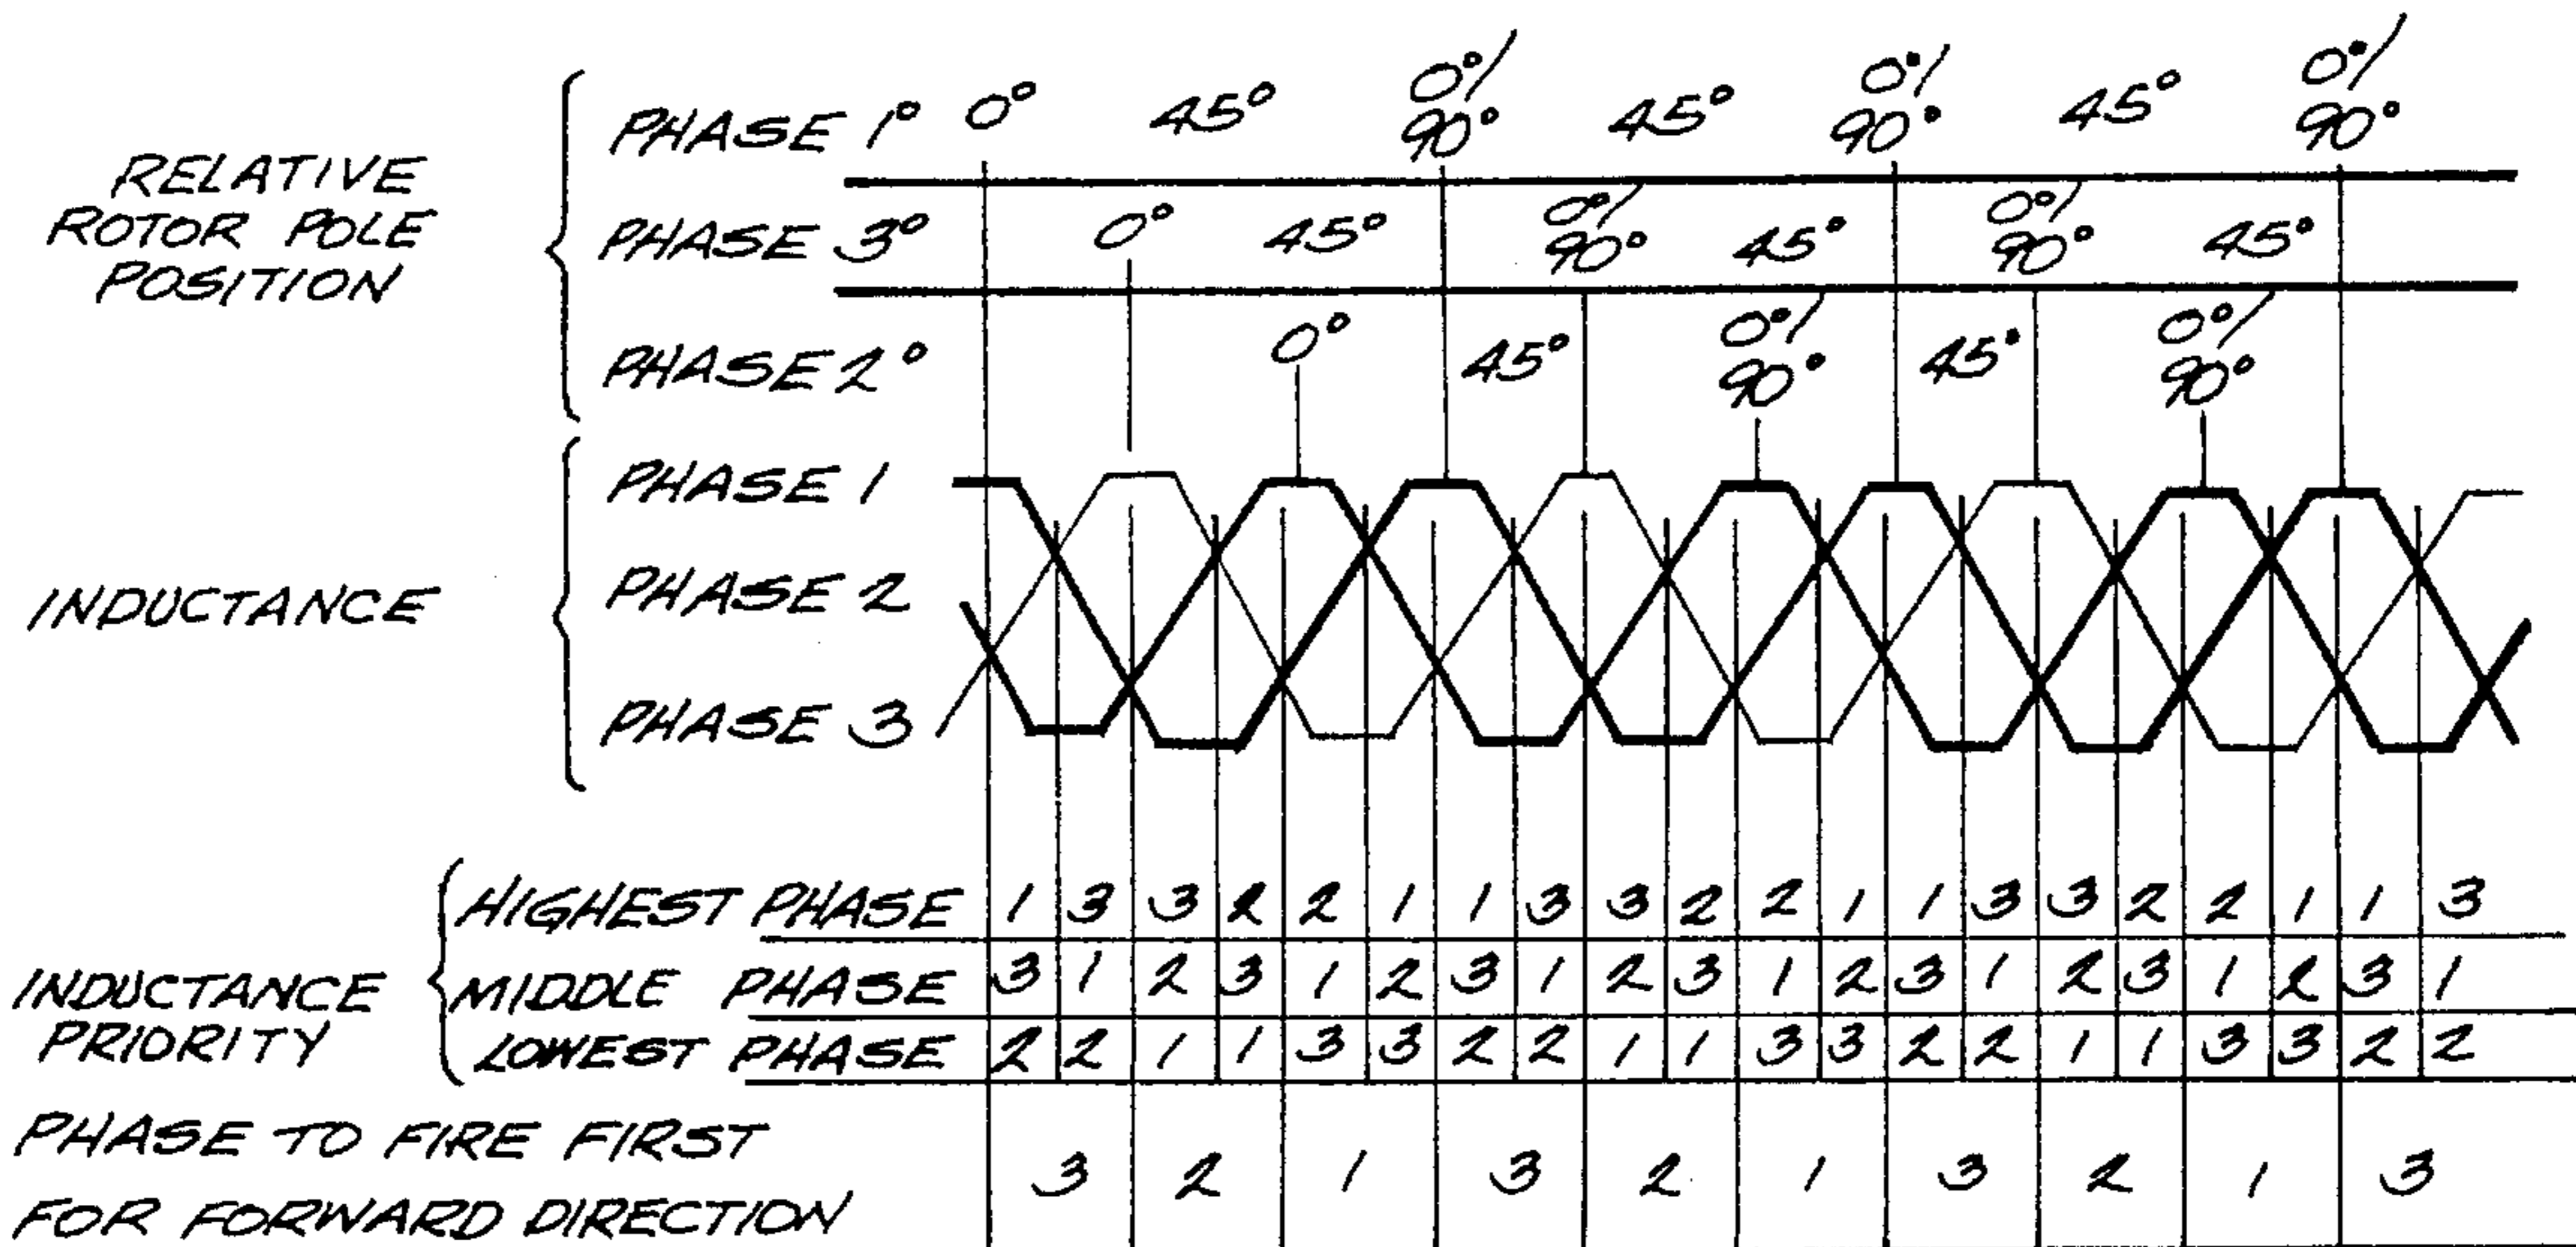 PHASE 1° 0° 45° 0°/90° 45° 0°/90° 45° 0°/90°
RELATIVE ROTOR POLE POSITION
PHASE 3° 0° 45° 0°/90° 45° 0°/90° 45°
PHASE 2° 0° 45° 0°/90° 45° 0°/90°
PHASE 1
INDUCTANCE
PHASE 2
PHASE 3
INDUCTANCE PRIORITY
HIGHEST PHASE 1 3 3 2 2 1 1 3 3 2 2 1 1 3 3 2 2 1 1 3
MIDDLE PHASE 3 1 2 3 1 2 3 1 2 3 1 2 3 1 2 3 1 2 3 1
LOWEST PHASE 2 2 1 1 3 3 2 2 1 1 3 3 2 2 1 1 3 3 2 2
PHASE TO FIRE FIRST
FOR FORWARD DIRECTION 3 2 1 3 2 1 3 2 1 3